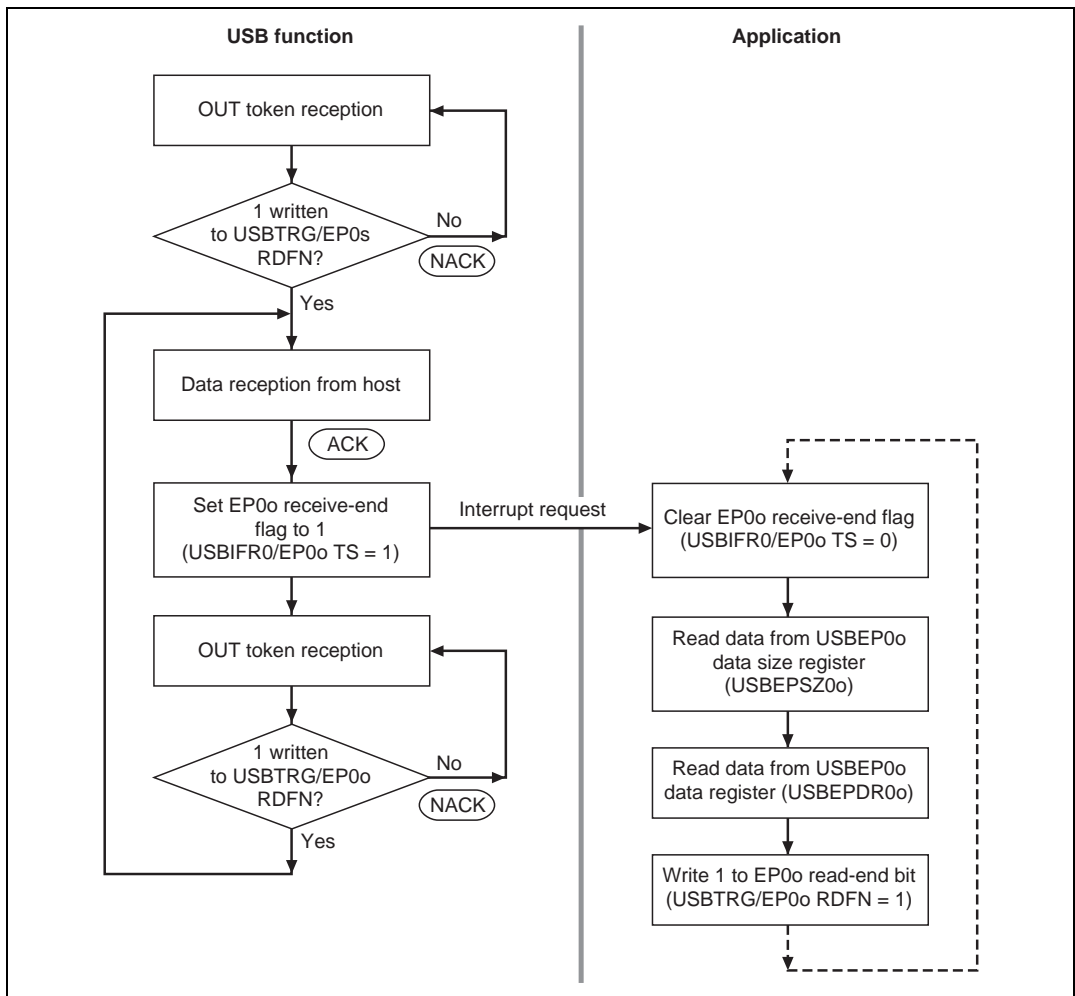 USB function
Application
OUT token reception
1 written
to USBTRG/EP0s
RDFN?
No
NACK
Yes
Data reception from host
ACK
Set EP0o receive-end
flag to 1
(USBIFR0/EP0o TS = 1)
Interrupt request
Clear EP0o receive-end flag
(USBIFR0/EP0o TS = 0)
OUT token reception
Read data from USBEP0o
data size register
(USBEPSZ0o)
1 written
to USBTRG/EP0o
RDFN?
No
NACK
Yes
Read data from USBEP0o
data register (USBEPDR0o)
Write 1 to EP0o read-end bit
(USBTRG/EP0o RDFN = 1)